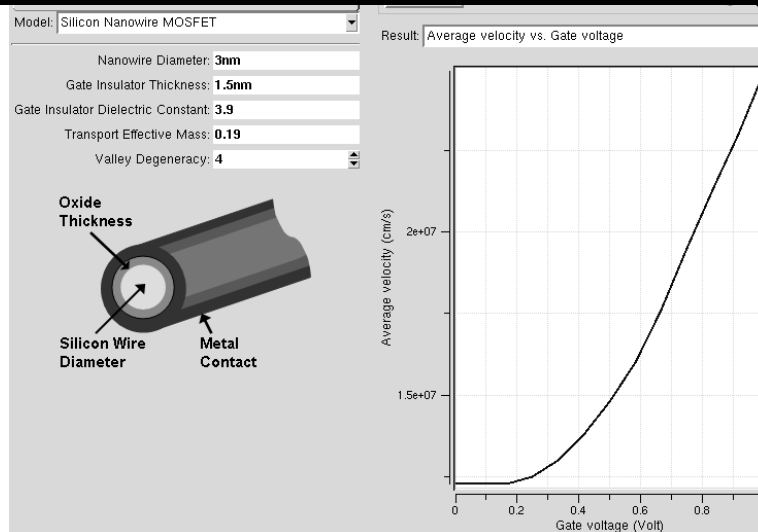 Model: Silicon Nanowire MOSFET
Nanowire Diameter: 3nm
Gate Insulator Thickness: 1.5nm
Gate Insulator Dielectric Constant: 3.9
Transport Effective Mass: 0.19
Valley Degeneracy: 4
Oxide
Thickness
Silicon Wire
Diameter
Metal
Contact
Result: Average velocity vs. Gate voltage
Average velocity (cm/s)
2e+07
1.5e+07
0 0.2 0.4 0.6 0.8
Gate voltage (Volt)